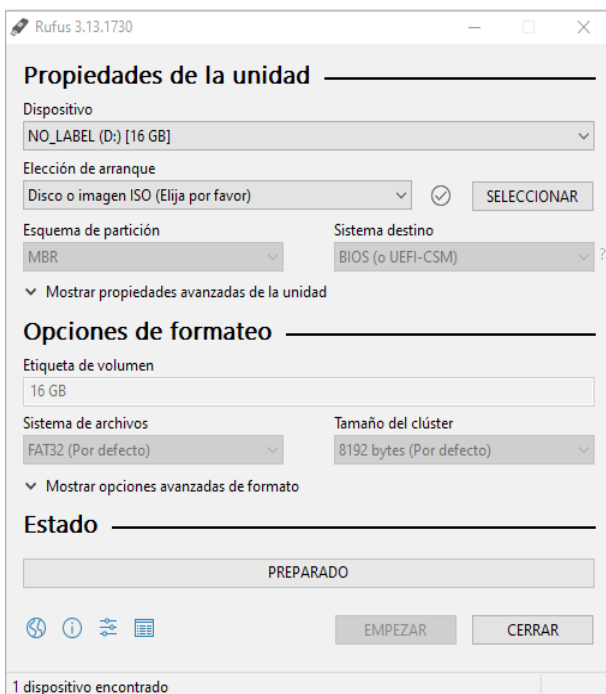 Rufus 3.13.1730
Propiedades de la unidad
Dispositivo
NO_LABEL (D:) [16 GB]
Elección de arranque
Disco o imagen ISO (Elija por favor)
SELECCIONAR
Esquema de partición
Sistema destino
MBR
BIOS (o UEFI-CSM)
?
Mostrar propiedades avanzadas de la unidad
Opciones de formateo
Etiqueta de volumen
16 GB
Sistema de archivos
Tamaño del clúster
FAT32 (Por defecto)
8192 bytes (Por defecto)
Mostrar opciones avanzadas de formato
Estado
PREPARADO
EMPEZAR
CERRAR
1 dispositivo encontrado